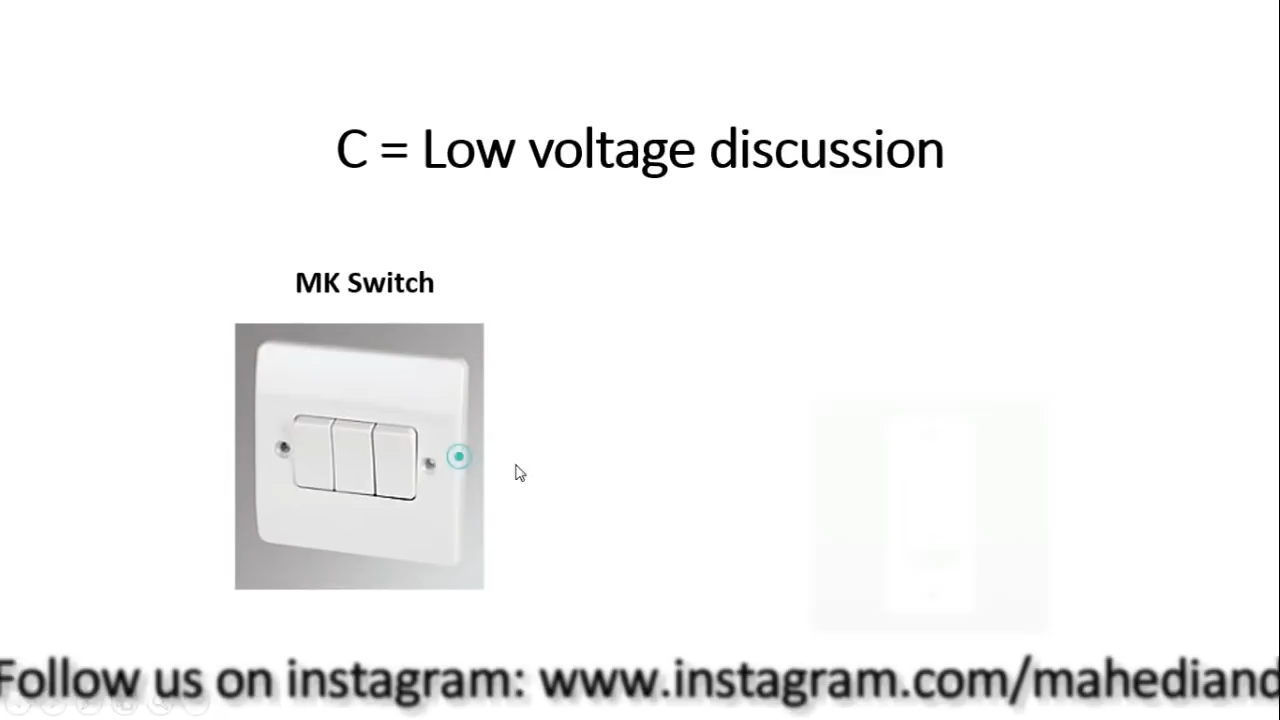 C = Low voltage discussion
MK Switch
Follow us on instagram: www.instagram.com/mahediand